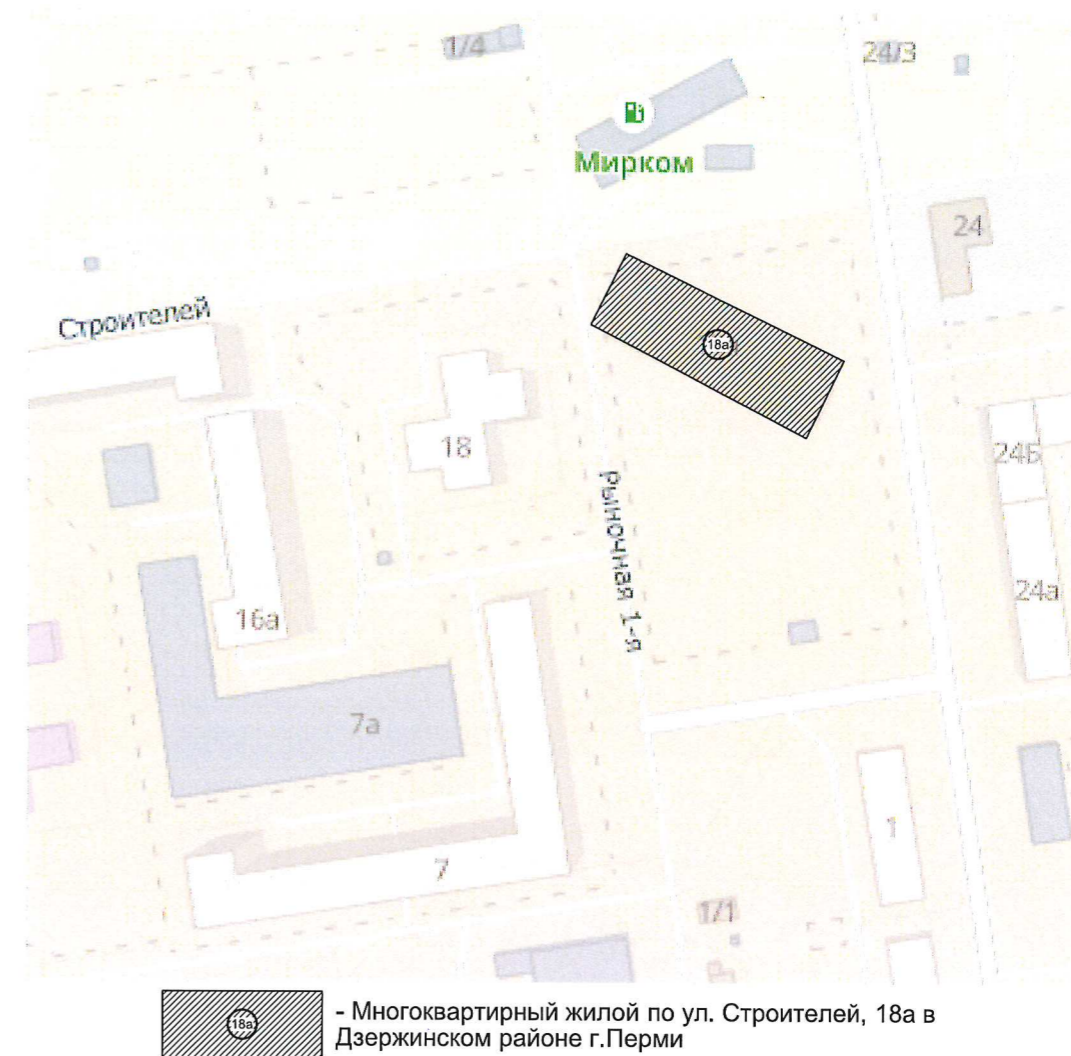 1/4
24/3
Мирком
24
Строителей
18а
18
24Б
Рыночная 1-я
24а
16а
7а
1
7
1/1
18а
- Многоквартирный жилой по ул. Строителей, 18а в
Дзержинском районе г.Перми